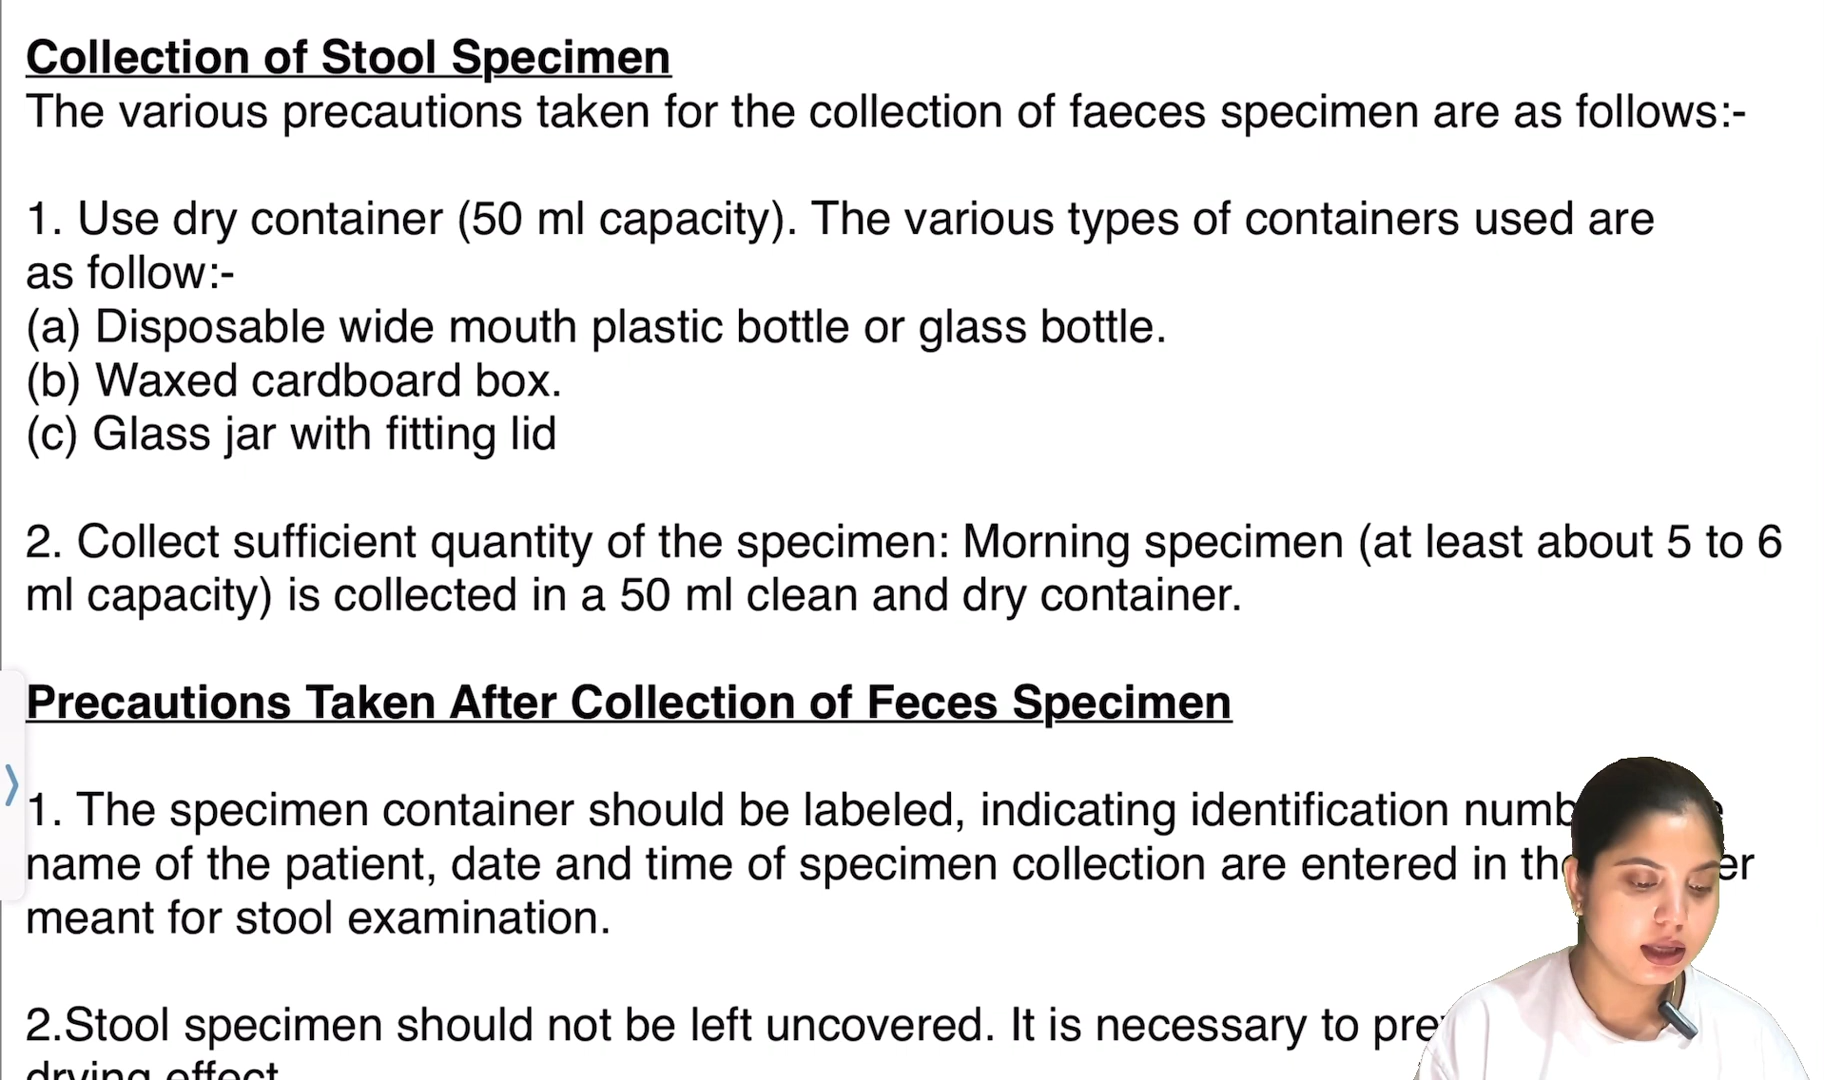 Collection of Stool Specimen
The various precautions taken for the collection of faeces specimen are as follows:-
1. Use dry container (50 ml capacity). The various types of containers used are
as follow:-
(a) Disposable wide mouth plastic bottle or glass bottle.
(b) Waxed cardboard box.
(c) Glass jar with fitting lid
2. Collect sufficient quantity of the specimen: Morning specimen (at least about 5 to 6
ml capacity) is collected in a 50 ml clean and dry container.
Precautions Taken After Collection of Feces Specimen
1. The specimen container should be labeled, indicating identification
name of the patient, date and time of specimen collection are entered in
meant for stool examination.
2.Stool specimen should not be left uncovered. It is necessary to
drying effect